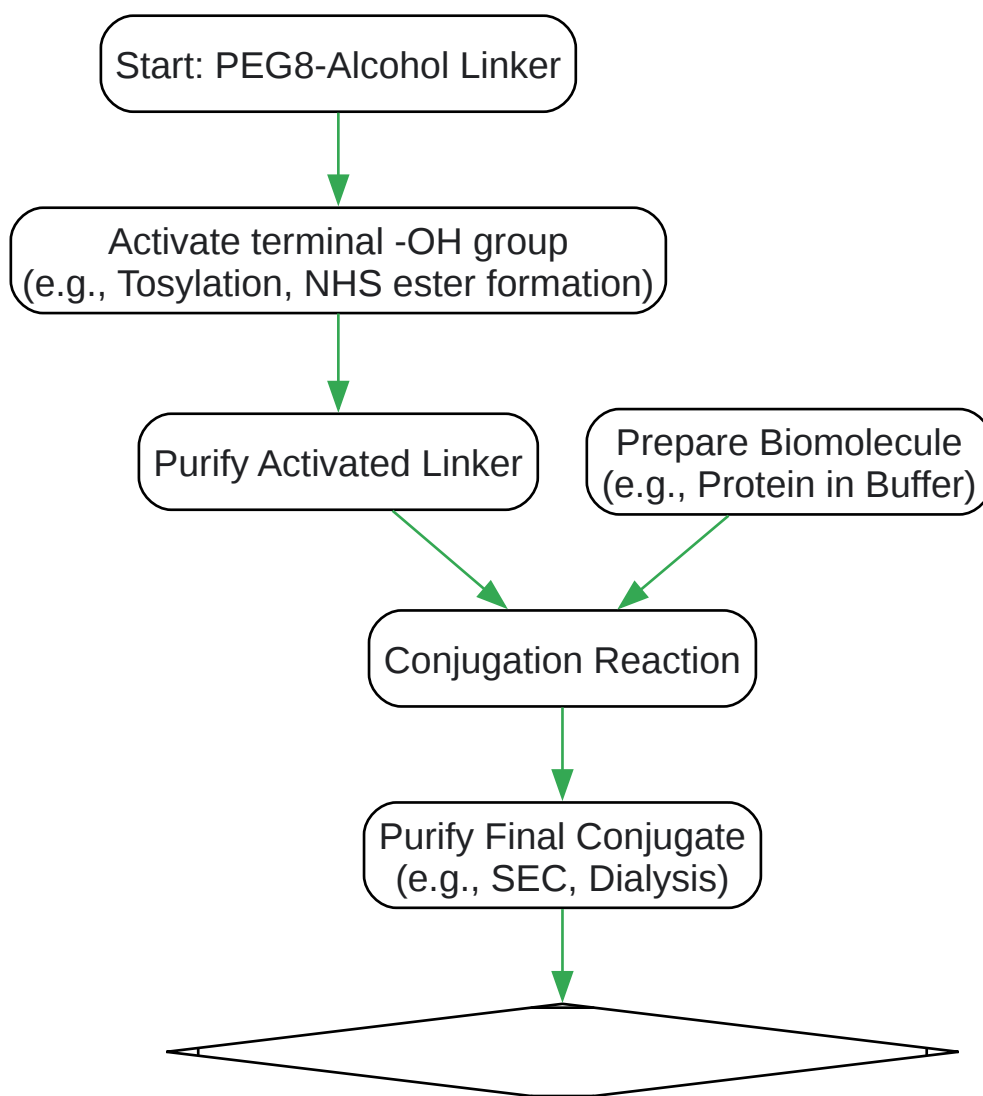 Start: PEG8-Alcohol Linker
Activate terminal -OH group
(e.g., Tosylation, NHS ester formation)
Purify Activated Linker
Prepare Biomolecule
(e.g., Protein in Buffer)
Conjugation Reaction
Purify Final Conjugate
(e.g., SEC, Dialysis)